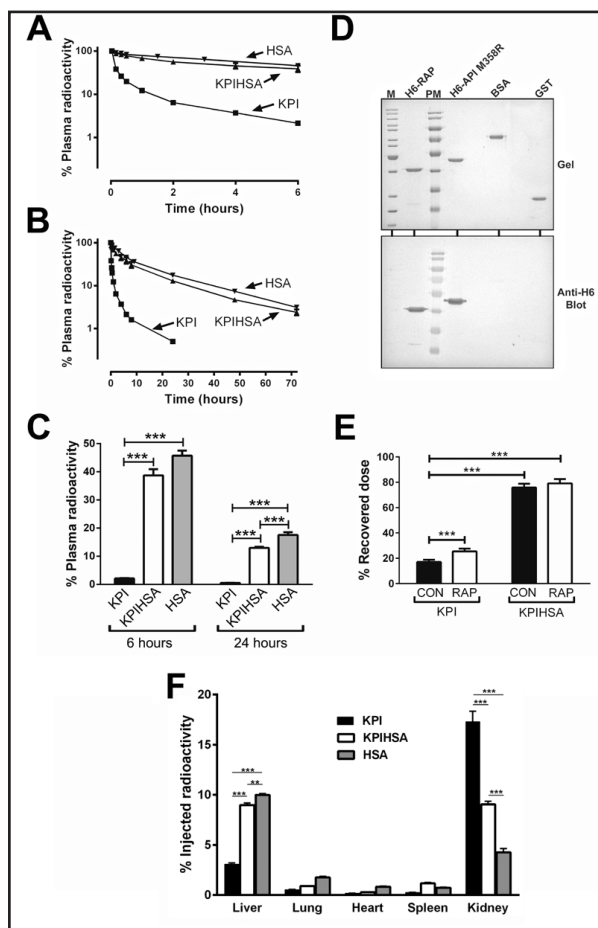 A
% Plasma radioactivity
100
10
1
0
2
4
6
Time (hours)
HSA
KPIHSA
KPI
B
% Plasma radioactivity
100
10
1
0
10
20
30
40
50
60
70
Time (hours)
HSA
KPIHSA
KPI
C
% Plasma radioactivity
50
40
30
20
10
0
***
***
***
***
***
KPI
KPIHSA
HSA
KPI
KPIHSA
HSA
6 hours
24 hours
D
M
H6-RAP
PM
H6-API M358R
BSA
GST
Gel
Anti-H6
Blot
E
% Recovered dose
100
80
60
40
20
0
***
***
***
CON
RAP
CON
RAP
KPI
KPIHSA
F
% Injected radioactivity
20
15
10
5
0
KPI
KPIHSA
HSA
***
***
**
***
***
***
Liver
Lung
Heart
Spleen
Kidney